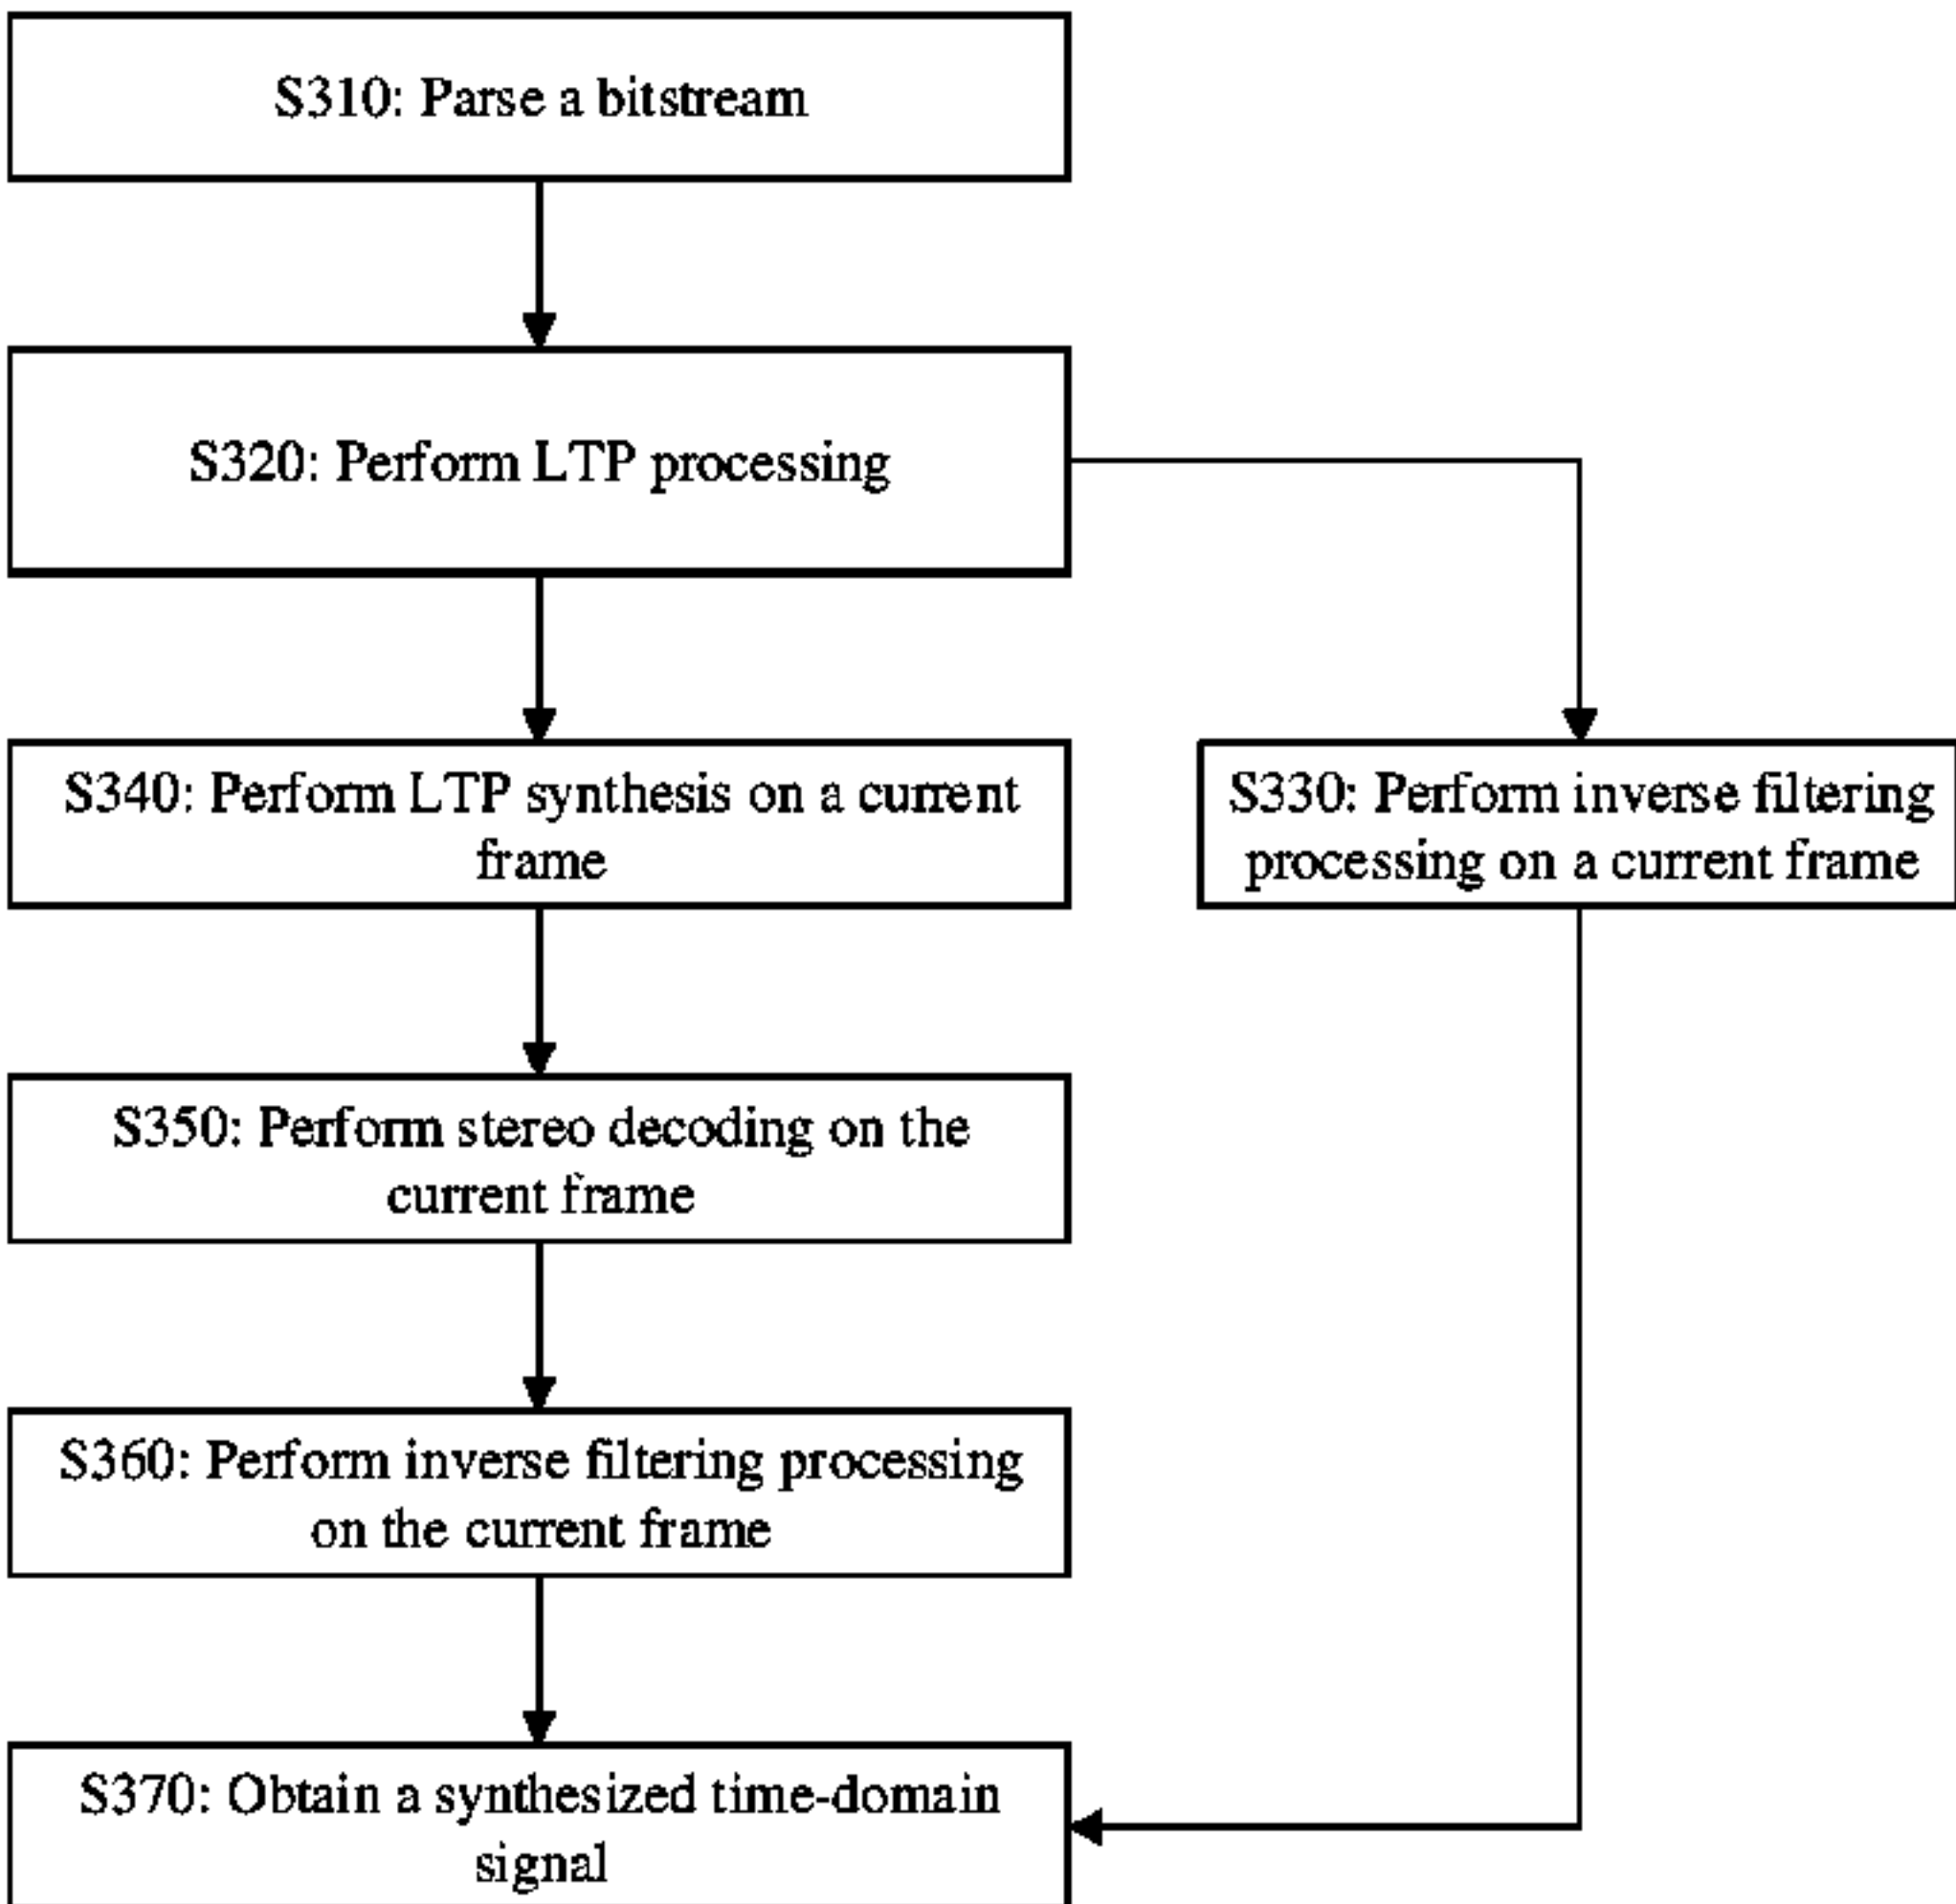 S310: Parse a bitstream
S320: Perform LTP processing
S340: Perform LTP synthesis on a current
frame
S330: Perform inverse filtering
processing on a current frame
S350: Perform stereo decoding on the
current frame
S360: Perform inverse filtering processing
on the current frame
S370: Obtain a synthesized time-domain
signal